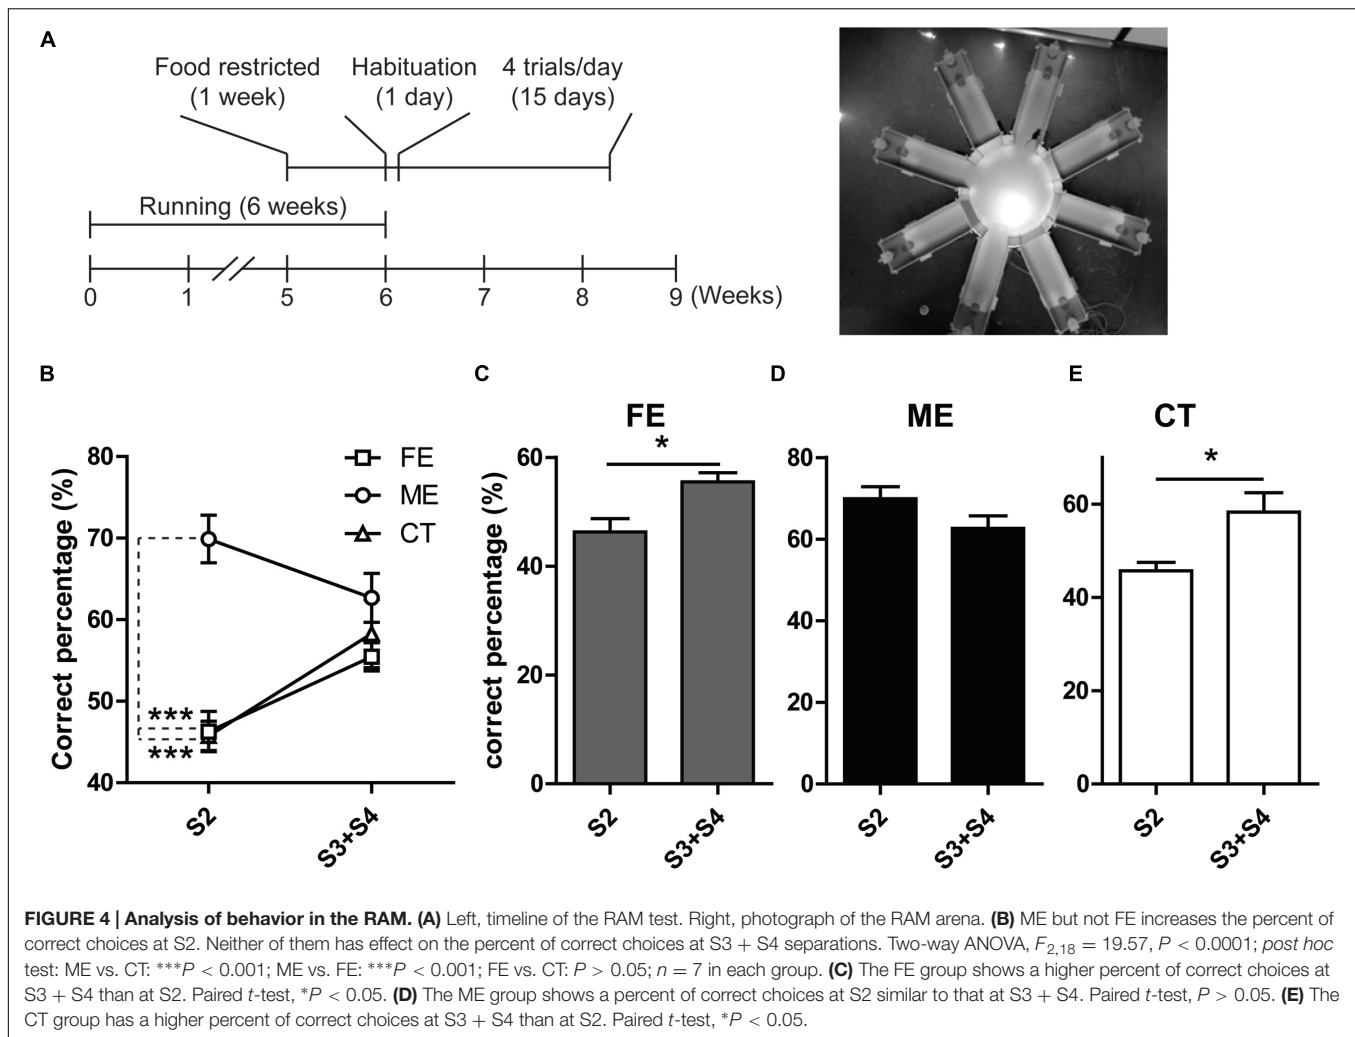 A
Food restricted Habituation 4 trials/day
(1 week) (1 day) (15 days)
Running (6 weeks)
0 1 5 6 7 8 9 (Weeks)
B
Correct percentage (%)
80
70
60
50
40
FE
ME
CT
***
***
S2 S3+S4
C
FE
*
correct percentage (%)
60
40
20
0
S2 S3+S4
D
ME
80
60
40
20
0
S2 S3+S4
E
CT
*
60
40
20
0
S2 S3+S4
FIGURE 4 | Analysis of behavior in the RAM. (A) Left, timeline of the RAM test. Right, photograph of the RAM arena. (B) ME but not FE increases the percent of
correct choices at S2. Neither of them has effect on the percent of correct choices at S3 + S4 separations. Two-way ANOVA, F2,18 = 19.57, P < 0.0001; post hoc
test: ME vs. CT: ***P < 0.001; ME vs. FE: ***P < 0.001; FE vs. CT: P > 0.05; n = 7 in each group. (C) The FE group shows a higher percent of correct choices at
S3 + S4 than at S2. Paired t-test, *P < 0.05. (D) The ME group shows a percent of correct choices at S2 similar to that at S3 + S4. Paired t-test, P > 0.05. (E) The
CT group has a higher percent of correct choices at S3 + S4 than at S2. Paired t-test, *P < 0.05.